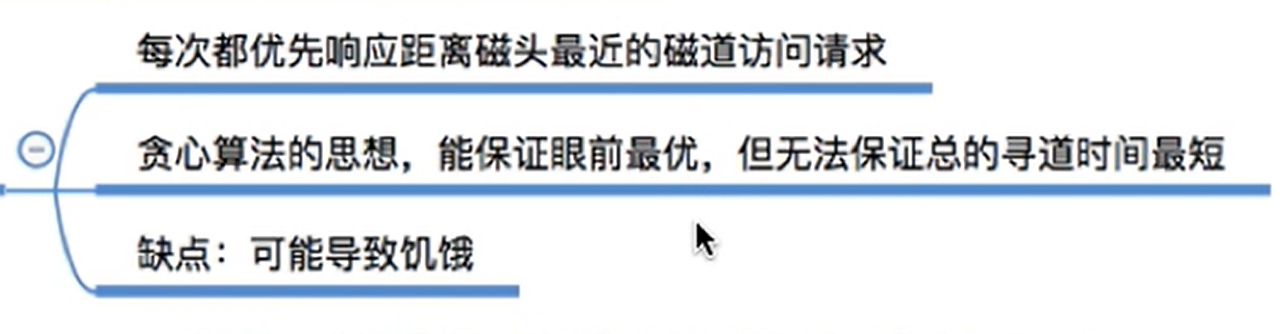 每次都优先响应距离磁头最近的磁道访问请求
贪心算法的思想，能保证眼前最优，但无法保证总的寻道时间最短
缺点：可能导致饥饿